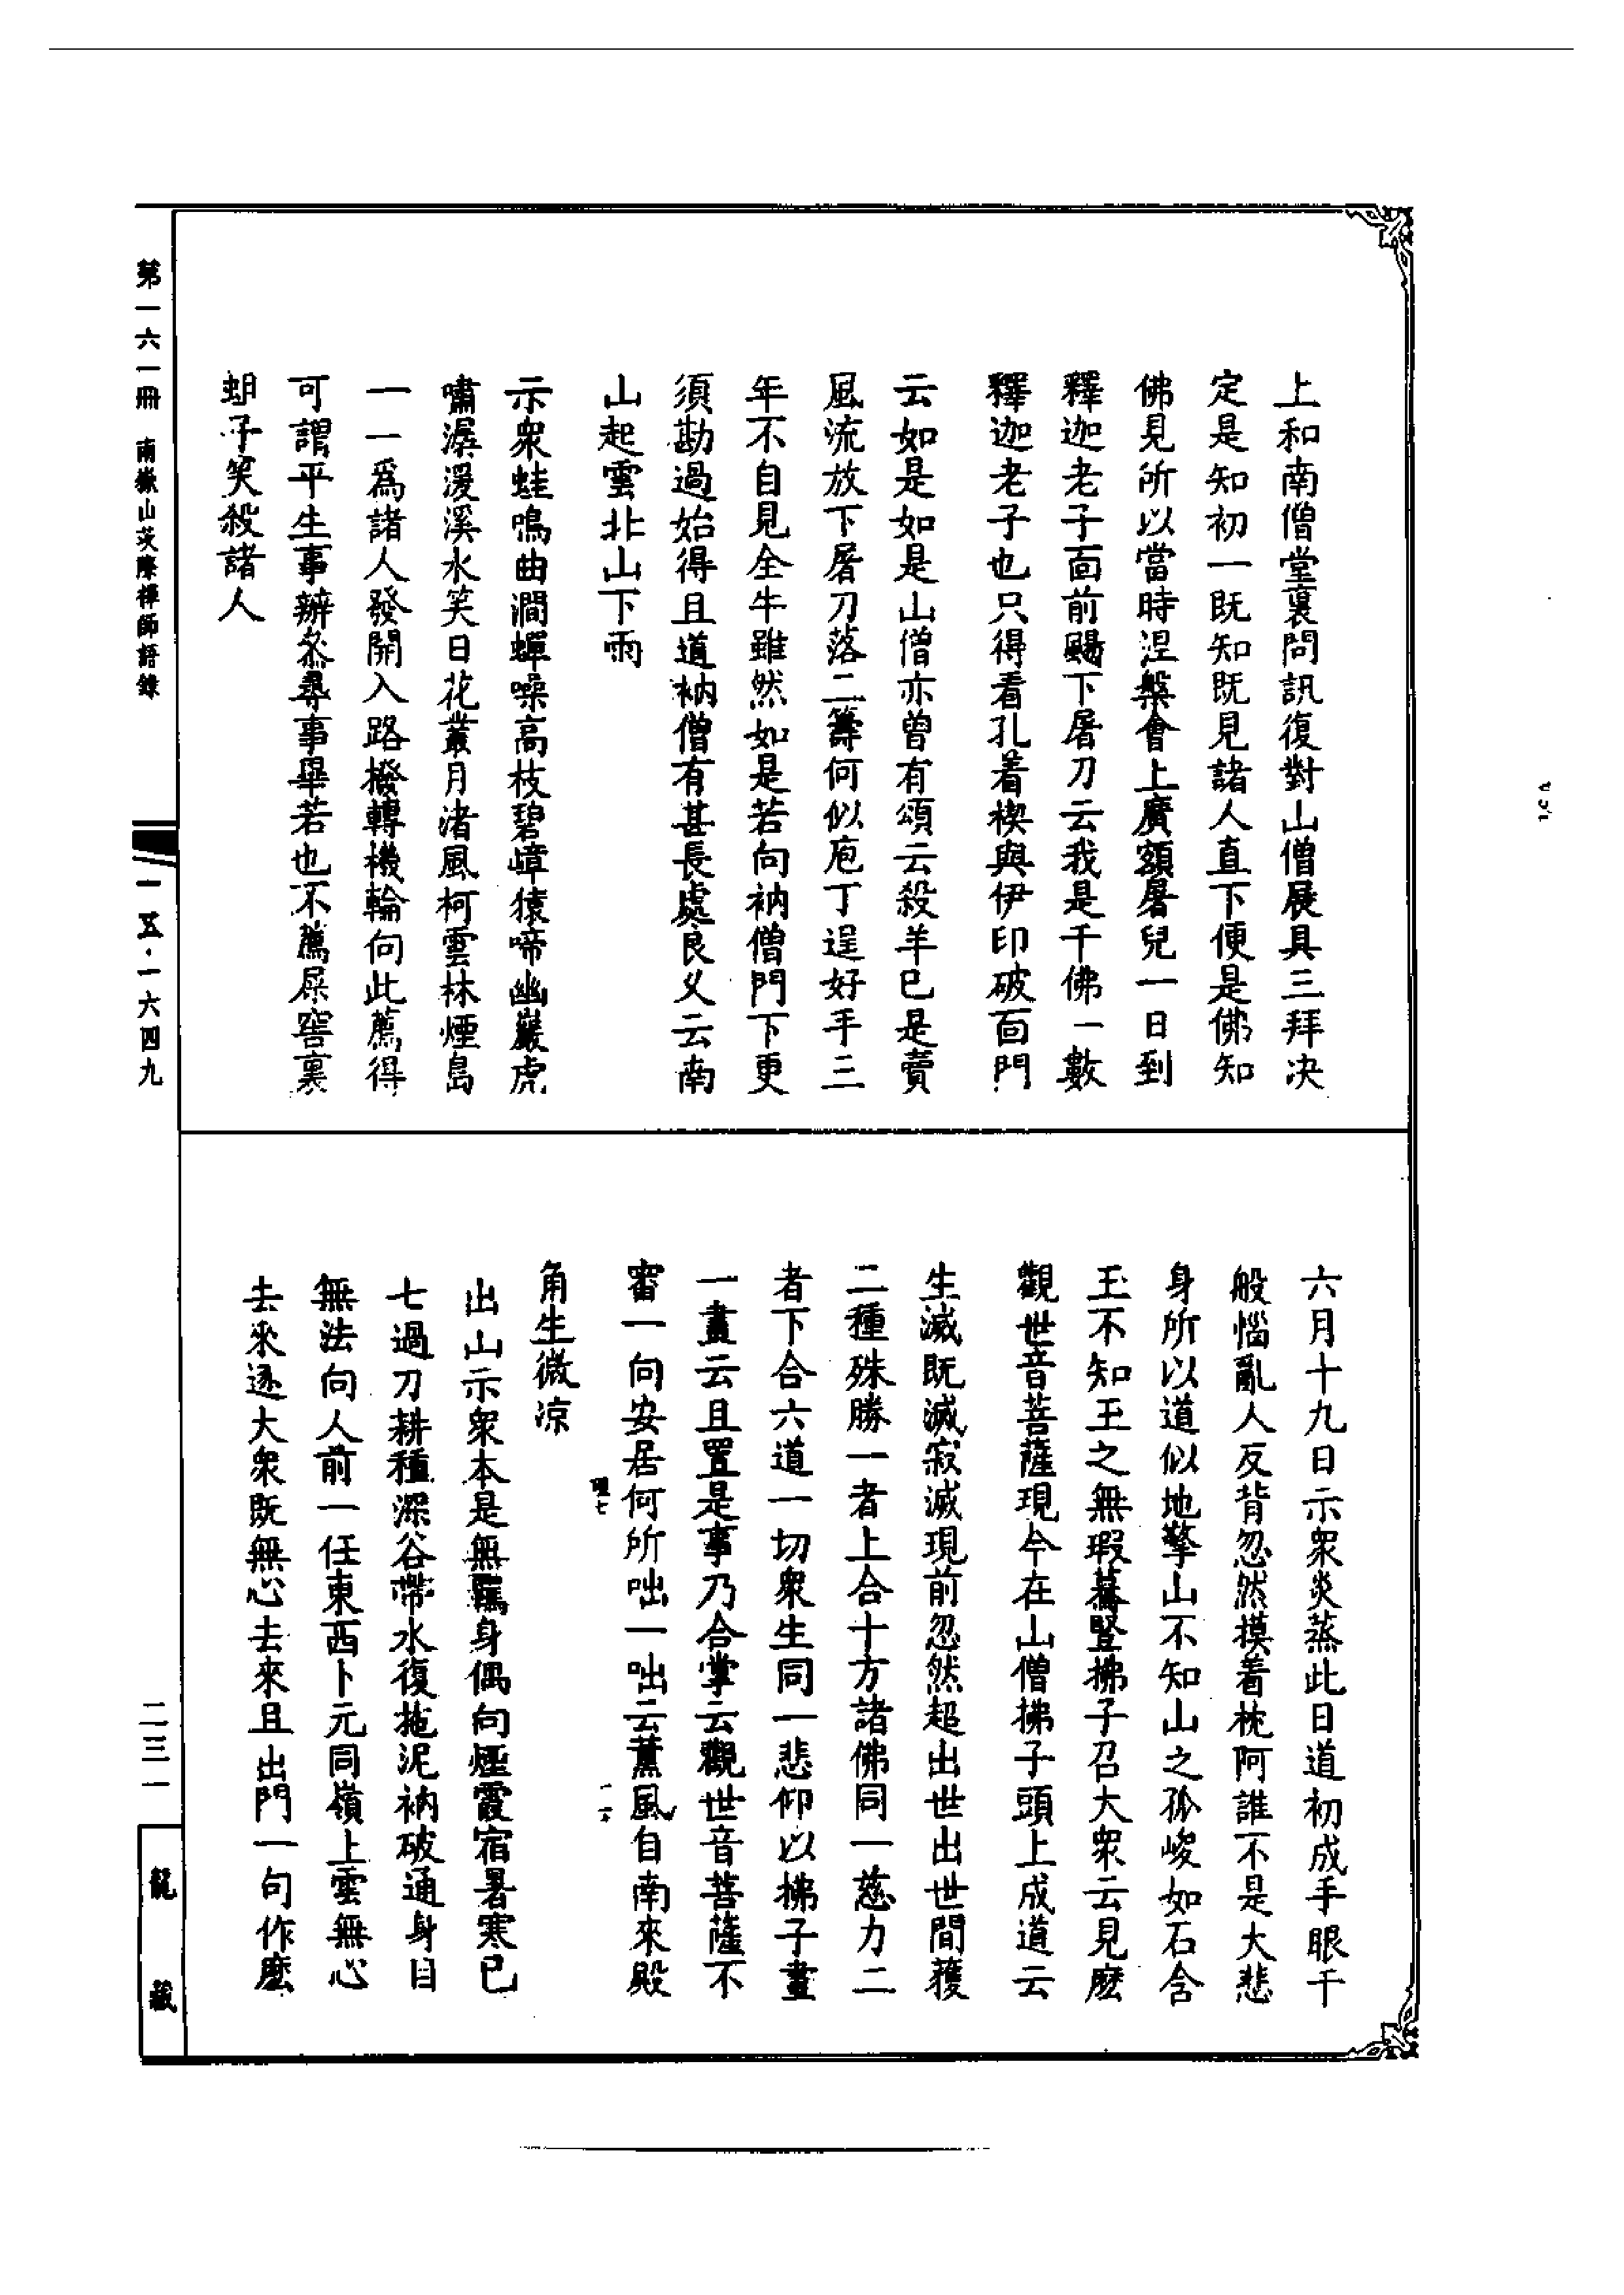 上和南僧堂裏問訊復對山僧展具三拜決
定是知初一既知既見諸人直下便是佛知
佛見所以當時涅槃會上廣額屠兒一日到
釋迦老子面前颺下屠刀云我是千佛一數
釋迦老子也只得看孔着楔與伊印破面門
云如是如是山僧亦曾有頌云殺羊已是賣
風流放下屠刀落二籌何似庖丁逞好手三
年不自見全牛雖然如是若向衲僧門下更
須勘過始得且道衲僧有甚長處良乂云南
山起雲北山下雨
示衆蛙鳴曲澗蟬噪高枝碧嶂猿啼幽巖虎
嘯潺湲溪水笑日花叢月渚風柯雲林煙島
一一爲諸人發開入路撥轉機輪向此薦得
可謂平生事辦叅尋事畢若也不薦屎窖裏
蛆子笑殺諸人
六月十九日示衆炎蒸此日道初成手眼千
般惱亂人反背忽然摸着枕阿誰不是大悲
身所以道似地擎山不知山之孤峻如石含
玉不知玉之無瑕驀豎拂子召大衆云見麽
觀世音菩薩現今在山僧拂子頭上成道云
生滅既滅寂滅現前忽然超出世出世間蒦
二種殊勝一者上合十方諸佛同一慈力二
者下合六道一切衆生同一悲仰以拂子畫
一畫云且置是事乃合掌云觀世音菩薩不
審一向安居何所咄一咄云薰風自南來殿
角生微凉
出山示衆本是無羈身偶向煙霞宿暑寒已
七過刀耕種深谷帶水復拖泥衲破通身目
無法向人前一任東西卜元同嶺上雲無心
去來逐大衆既無心去來且出門一句作麽
七
一六
第一六一冊 南嶽山茨際禪師語錄
一五·一六四九
二三一
龍藏